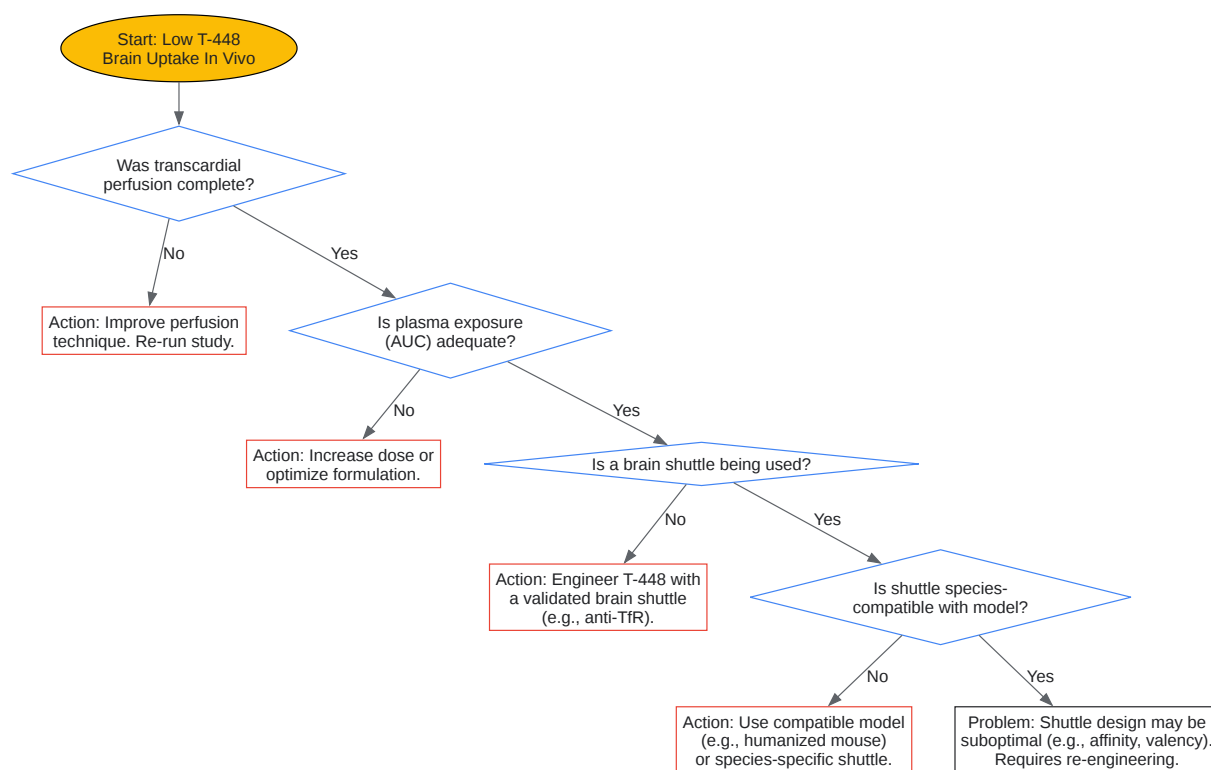 Start: Low T-448
Brain Uptake In Vivo
Was transcardial
perfusion complete?
No
Yes
Action: Improve perfusion
technique. Re-run study.
Is plasma exposure
(AUC) adequate?
No
Yes
Action: Increase dose or
optimize formulation.
Is a brain shuttle being used?
No
Yes
Action: Engineer T-448 with
a validated brain shuttle
(e.g., anti-TfR).
Is shuttle species-
compatible with model?
No
Yes
Action: Use compatible model
(e.g., humanized mouse)
or species-specific shuttle.
Problem: Shuttle design may be
suboptimal (e.g., affinity, valency).
Requires re-engineering.